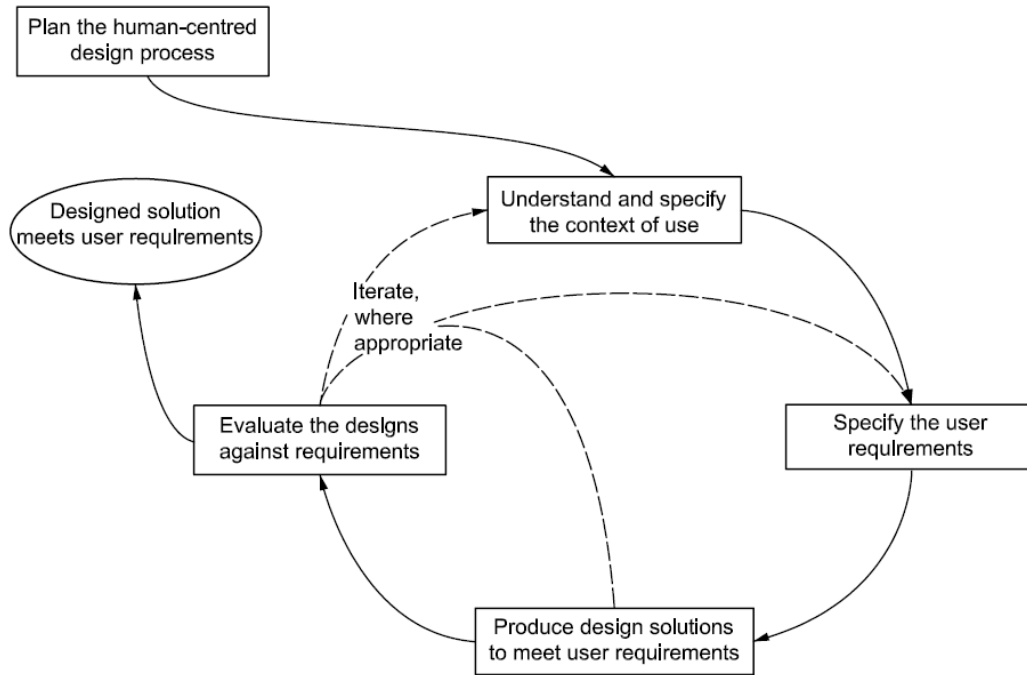 Plan the human-centred
design process
Understand and specify
the context of use
Designed solution
meets user requirements
Iterate,
where
appropriate
Evaluate the designs
against requirements
Specify the user
requirements
Produce design solutions
to meet user requirements